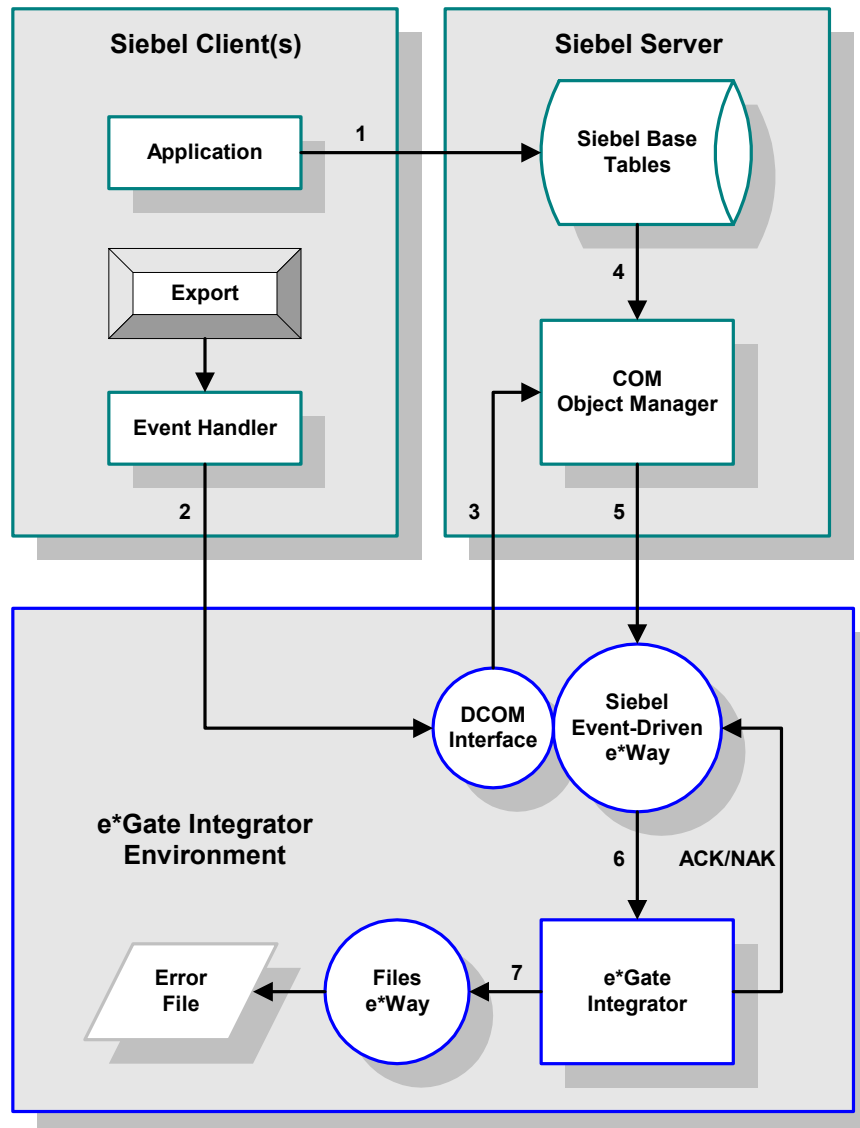 Siebel Client(s)
Siebel Server
Application
1
Siebel Base
Tables
Export
4
COM
Object Manager
Event Handler
2
3
5
DCOM
Interface
Siebel
Event-Driven
e*Way
e*Gate Integrator
Environment
6
ACK/NAK
Error
File
Files
e*Way
7
e*Gate
Integrator